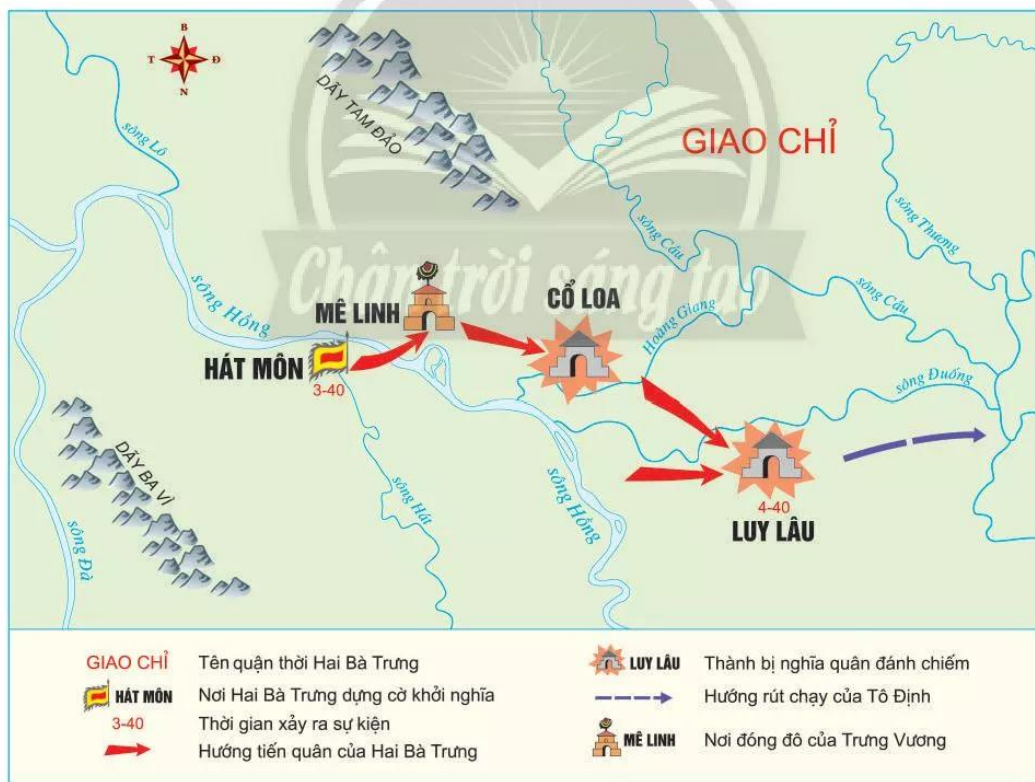 B
T Đ
N
sông Lô
DÃY TAM ĐẢO
GIAO CHỈ
sông Thương
sông Cầu
Chân trời sáng tạo
sông Hồng
MÊ LINH
CỔ LOA
Hoàng Giang
sông Cầu
HÁT MÔN
3-40
sông Đuống
DÃY BA VÌ
sông Hát
sông Hồng
4-40
LUY LÂU
sông Đà
GIAO CHỈ Tên quận thời Hai Bà Trưng
HÁT MÔN Nơi Hai Bà Trưng dựng cờ khởi nghĩa
3-40 Thời gian xảy ra sự kiện
Hướng tiến quân của Hai Bà Trưng
LUY LÂU Thành bị nghĩa quân đánh chiếm
Hướng rút chạy của Tô Định
MÊ LINH Nơi đóng đô của Trưng Vương